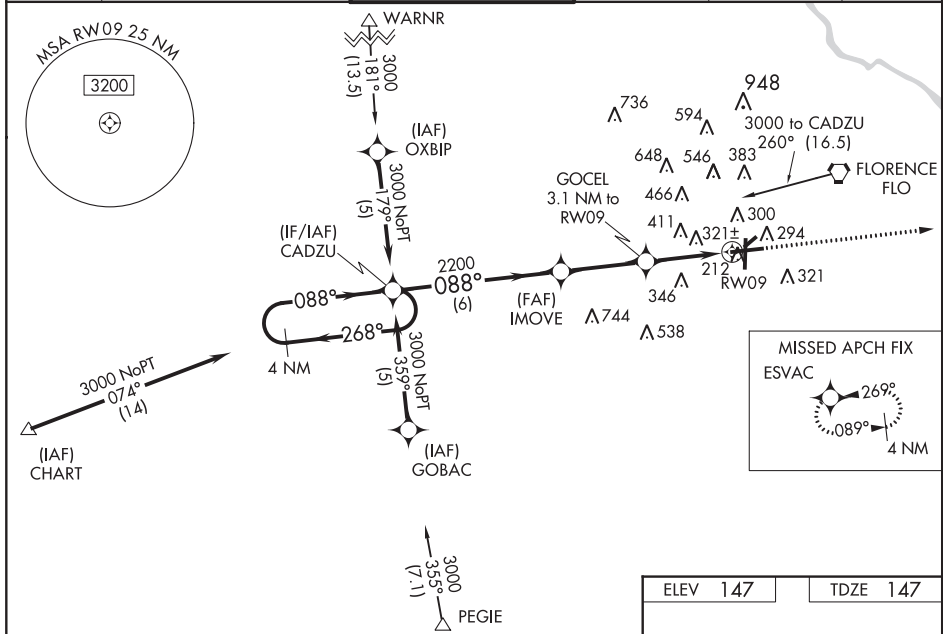 MSA RW09 25 NM
3200
WARNR
3000
181°
(13.5)
(IAF)
OXBIP
3000 NoPT
179°
(5)
(IF/IAF)
CADZU
088°
268°
4 NM
3000 NoPT
074°
(14)
(IAF)
CHART
3000 NoPT
359°
(5)
(IAF)
GOBAC
3000
355°
(7.1)
PEGIE
2200
088°
(6)
(FAF)
IMOVE
GOCEL
3.1 NM to
RW09
736
594
948
648
546
383
466
411
321±
300
294
212
RW09
321
346
744
538
3000 to CADZU
260° (16.5)
FLORENCE
FLO
MISSED APCH FIX
ESVAC
269°
089°
4 NM
ELEV 147
TDZE 147